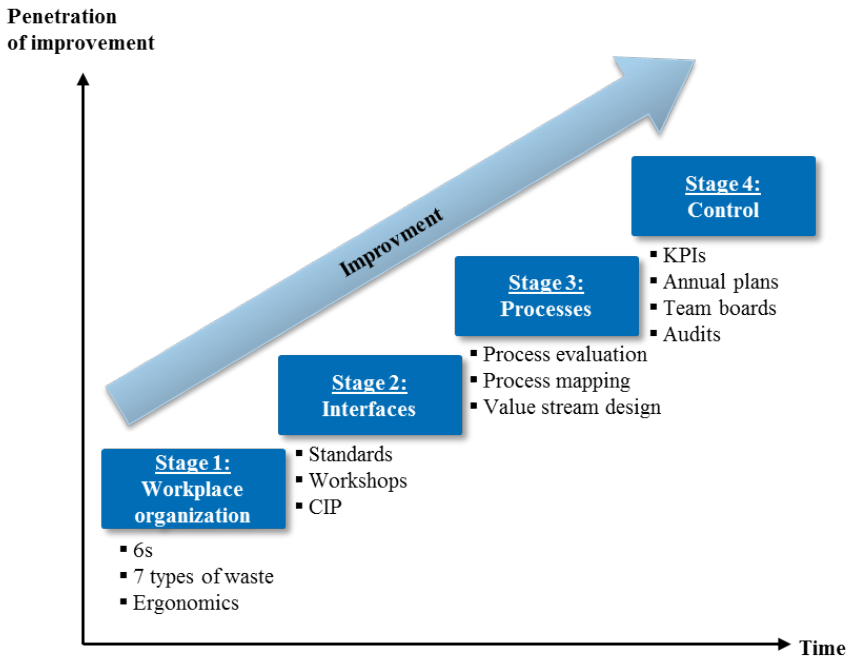 Penetration
of improvement
Improvment
Stage 4:
Control
▪ KPIs
▪ Annual plans
▪ Team boards
▪ Audits
Stage 3:
Processes
▪ Process evaluation
▪ Process mapping
▪ Value stream design
Stage 2:
Interfaces
▪ Standards
▪ Workshops
▪ CIP
Stage 1:
Workplace
organization
▪ 6s
▪ 7 types of waste
▪ Ergonomics
Time